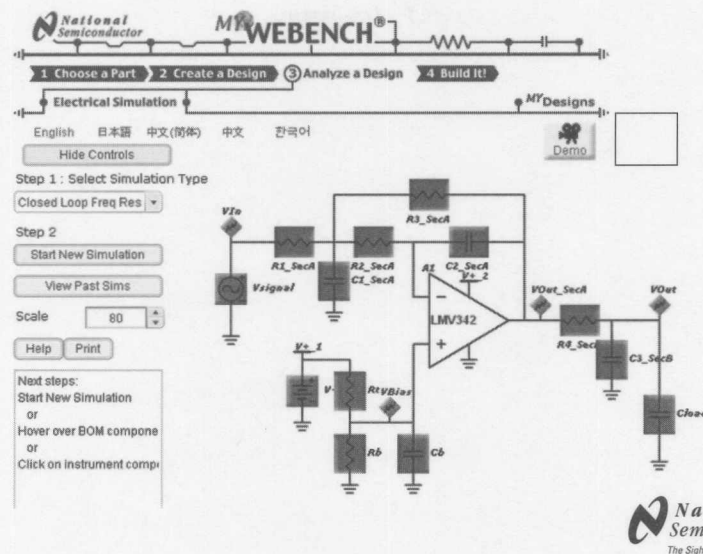 National
Semiconductor
MY WEBENCH®
1 Choose a Part
2 Create a Design
3 Analyze a Design
4 Build It!
Electrical Simulation
MY Designs
English
日本語
中文(简体)
中文
한국어
Demo
Hide Controls
Step 1 : Select Simulation Type
Closed Loop Freq Res
Step 2
Start New Simulation
View Past Sims
Scale
80
Help
Print
Next steps:
Start New Simulation
or
Hover over BOM compone
or
Click on Instrument comp
VIn
Vsignal
R1_SecA
C1_SecA
R2_SecA
R3_SecA
C2_SecA
A1
V+_2
LMV342
VOut_SecA
VOut
R4_Sec
C3_SecB
Cloa
V+_1
V-
Rt
VBias
Rb
Cb
Na
Sem
The Sigh